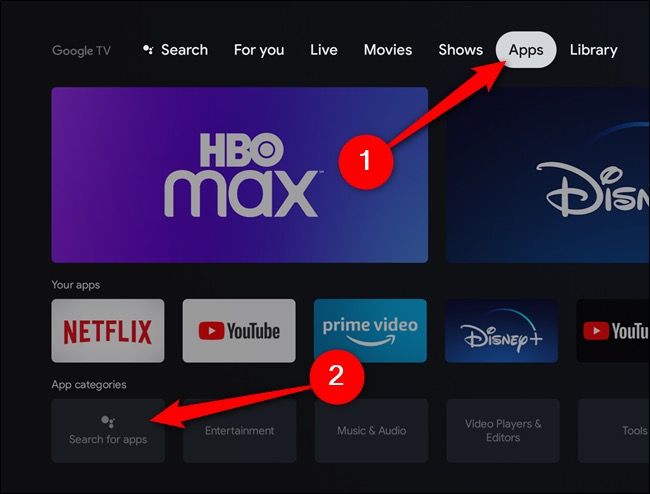 Google TV Search For you Live Movies Shows Apps Library
1
HBO
max
DISN
Your apps
NETFLIX YouTube prime video Disney+ YouTu
2
App categories
Search for apps Entertainment Music & Audio Video Players &
Editors Tools